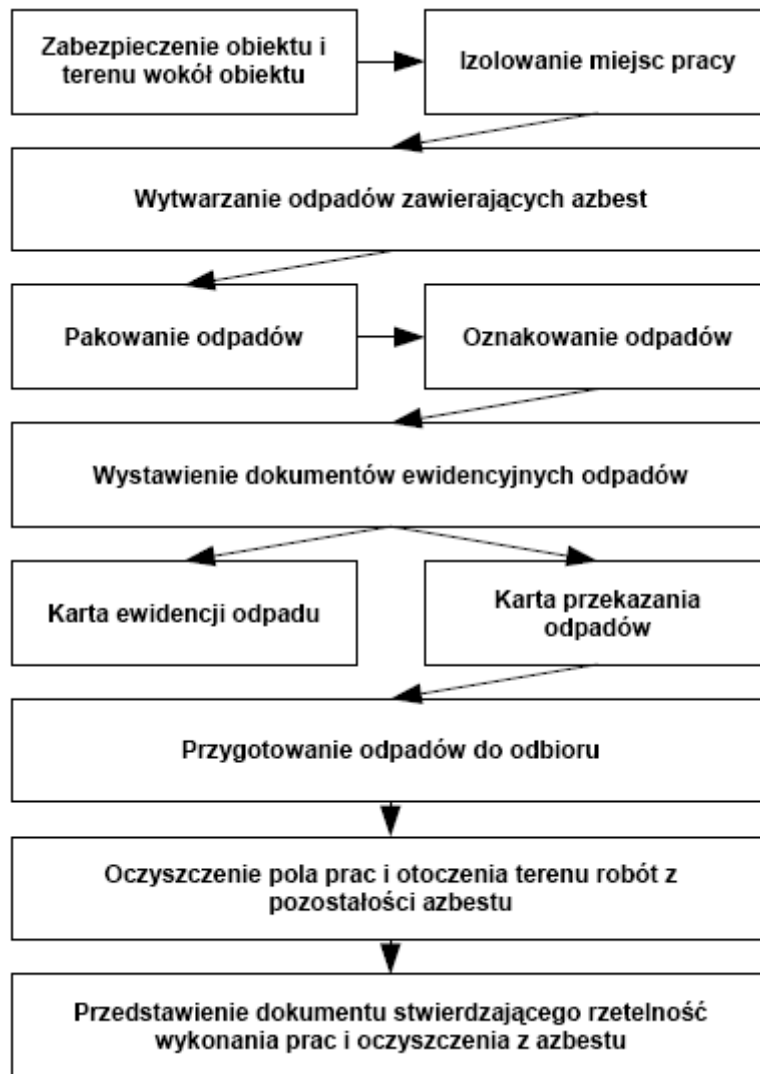 Zabezpieczenie obiektu i
terenu wokół obiektu
Izolowanie miejsc pracy
Wytwarzanie odpadów zawierających azbest
Pakowanie odpadów
Oznakowanie odpadów
Wystawienie dokumentów ewidencyjnych odpadów
Karta ewidencji odpadu
Karta przekazania
odpadów
Przygotowanie odpadów do odbioru
Oczyszczenie pola prac i otoczenia terenu robót z
pozostałości azbestu
Przedstawienie dokumentu stwierdzającego rzetelność
wykonania prac i oczyszczenia z azbestu